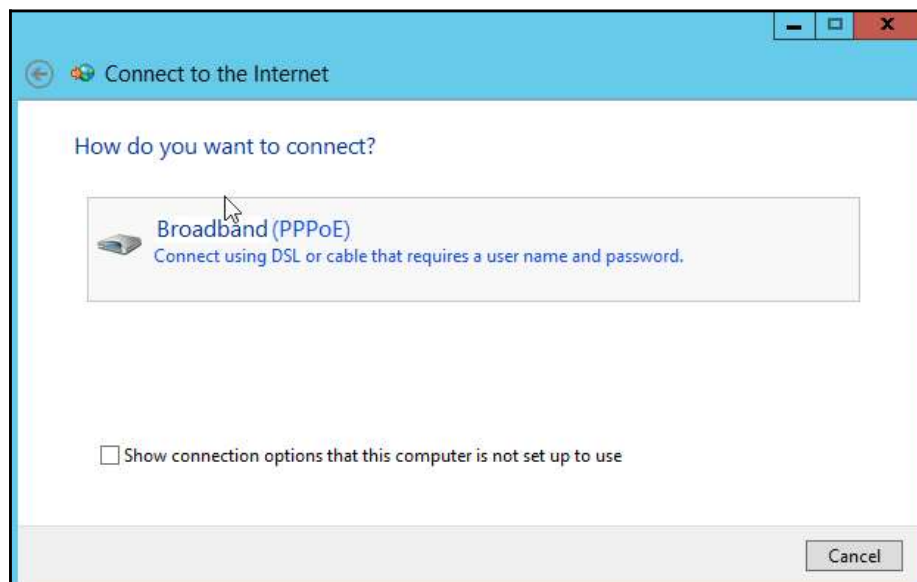 Connect to the Internet
How do you want to connect?
Broadband (PPPoE)
Connect using DSL or cable that requires a user name and password.
Show connection options that this computer is not set up to use
Cancel